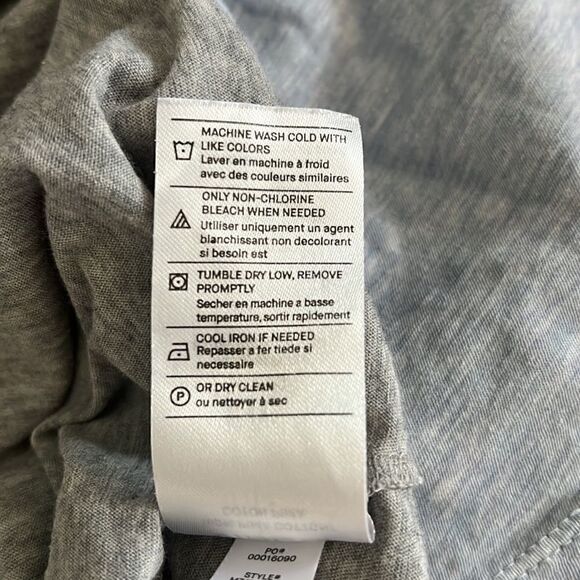 MACHINE WASH COLD WITH
LIKE COLORS
Laver en machine à froid
avec des couleurs similaires
ONLY NON-CHLORINE
BLEACH WHEN NEEDED
Utiliser uniquement un agent
blanchissant non decolorant
si besoin est
TUMBLE DRY LOW, REMOVE
PROMPTLY
Secher en machine a basse
temperature, sortir rapidement
COOL IRON IF NEEDED
Repasser a fer tiede si
necessaire
P
OR DRY CLEAN
ou nettoyer à sec
PO#
00016090
STYLE#